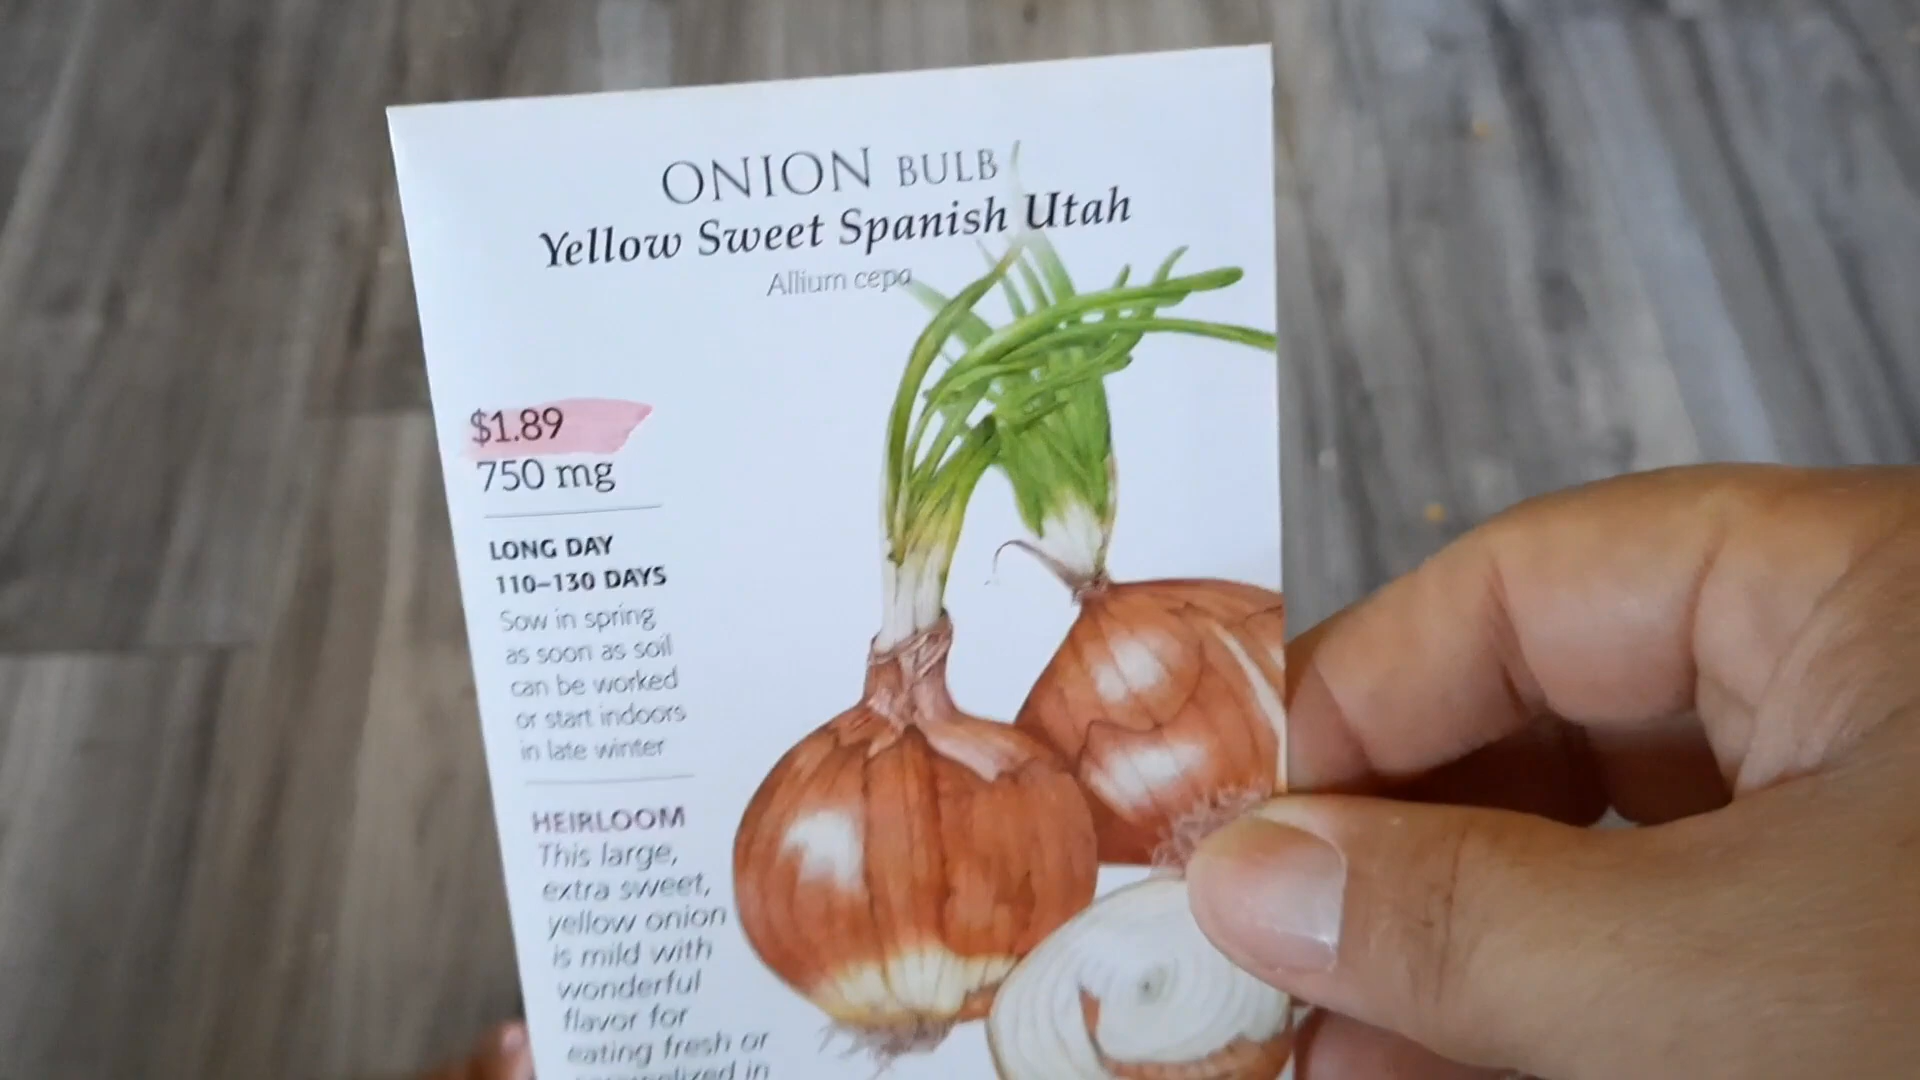 ONION BULB
Yellow Sweet Spanish Utah
Allium cepa
$1.89
750 mg
LONG DAY
110–130 DAYS
Sow in spring
as soon as soil
can be worked
or start indoors
in late winter
HEIRLOOM
This large,
extra sweet,
yellow onion
is mild with
wonderful
flavor for
eating fresh or
in